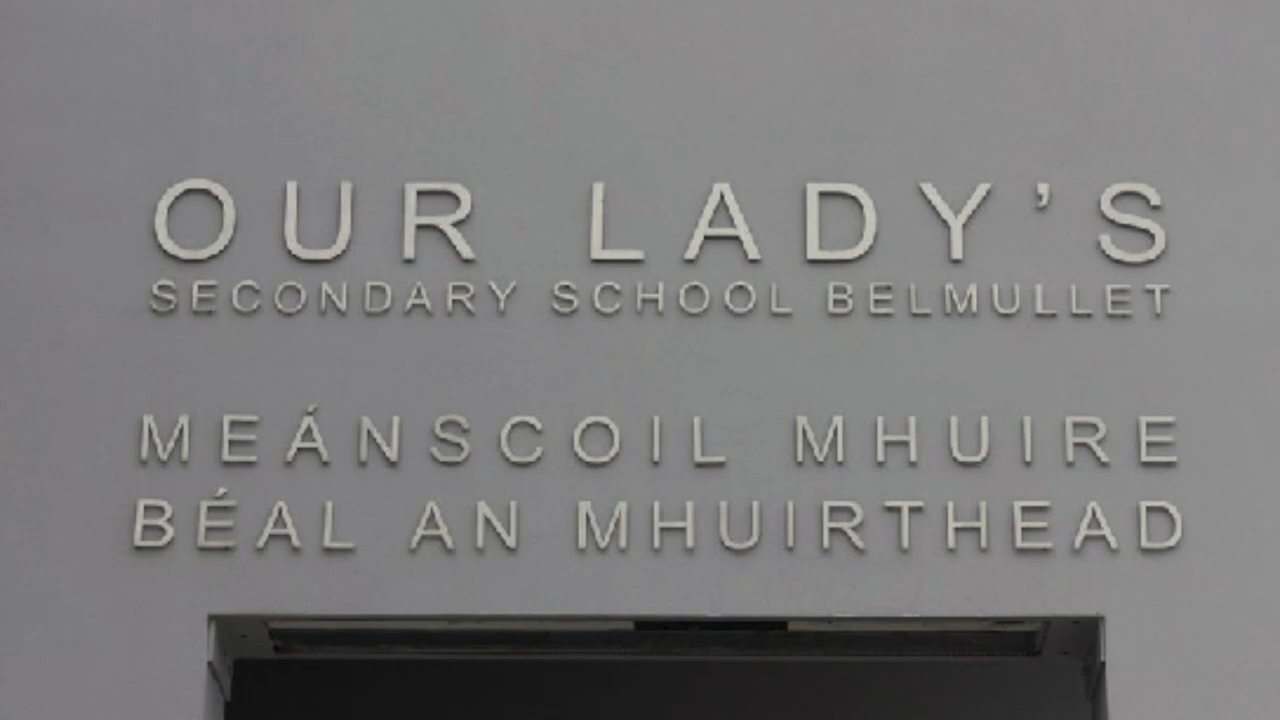 OUR LADY'S
SECONDARY SCHOOL BELMULLET
MEÁNSCOIL MHUIRE
BÉAL AN MHUIRTHEAD